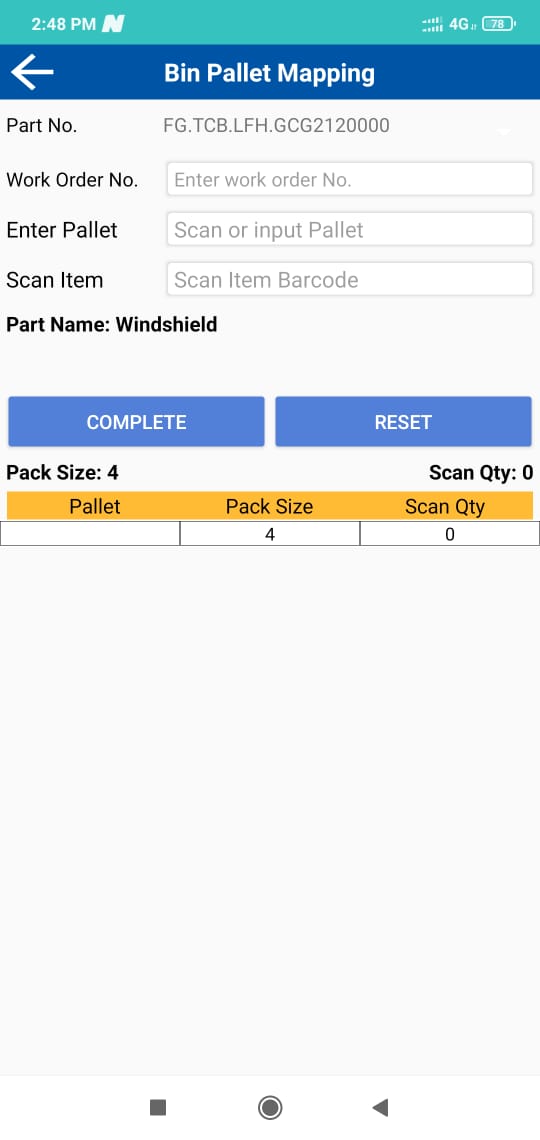 2:48 PM N 4G 78
Bin Pallet Mapping
Part No. FG.TCB.LFH.GCG2120000
Work Order No. Enter work order No.
Enter Pallet Scan or input Pallet
Scan Item Scan Item Barcode
Part Name: Windshield
COMPLETE RESET
Pack Size: 4 Scan Qty: 0
Pallet Pack Size Scan Qty
4 0